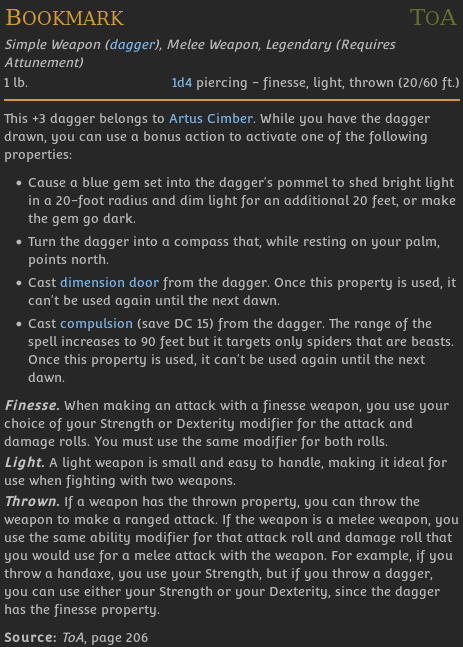 BOOKMARK ToA
Simple Weapon (dagger), Melee Weapon, Legendary (Requires
Attunement)
1 lb. 1d4 piercing - finesse, light, thrown (20/60 ft.)
This +3 dagger belongs to Artus Cimber. While you have the dagger
drawn, you can use a bonus action to activate one of the following
properties:
• Cause a blue gem set into the dagger's pommel to shed bright light
in a 20-foot radius and dim light for an additional 20 feet, or make
the gem go dark.
• Turn the dagger into a compass that, while resting on your palm,
points north.
• Cast dimension door from the dagger. Once this property is used, it
can't be used again until the next dawn.
• Cast compulsion (save DC 15) from the dagger. The range of the
spell increases to 90 feet but it targets only spiders that are beasts.
Once this property is used, it can't be used again until the next
dawn.
Finesse. When making an attack with a finesse weapon, you use your
choice of your Strength or Dexterity modifier for the attack and
damage rolls. You must use the same modifier for both rolls.
Light. A light weapon is small and easy to handle, making it ideal for
use when fighting with two weapons.
Thrown. If a weapon has the thrown property, you can throw the
weapon to make a ranged attack. If the weapon is a melee weapon, you
use the same ability modifier for that attack roll and damage roll that
you would use for a melee attack with the weapon. For example, if you
throw a handaxe, you use your Strength, but if you throw a dagger,
you can use either your Strength or your Dexterity, since the dagger
has the finesse property.
Source: ToA, page 206